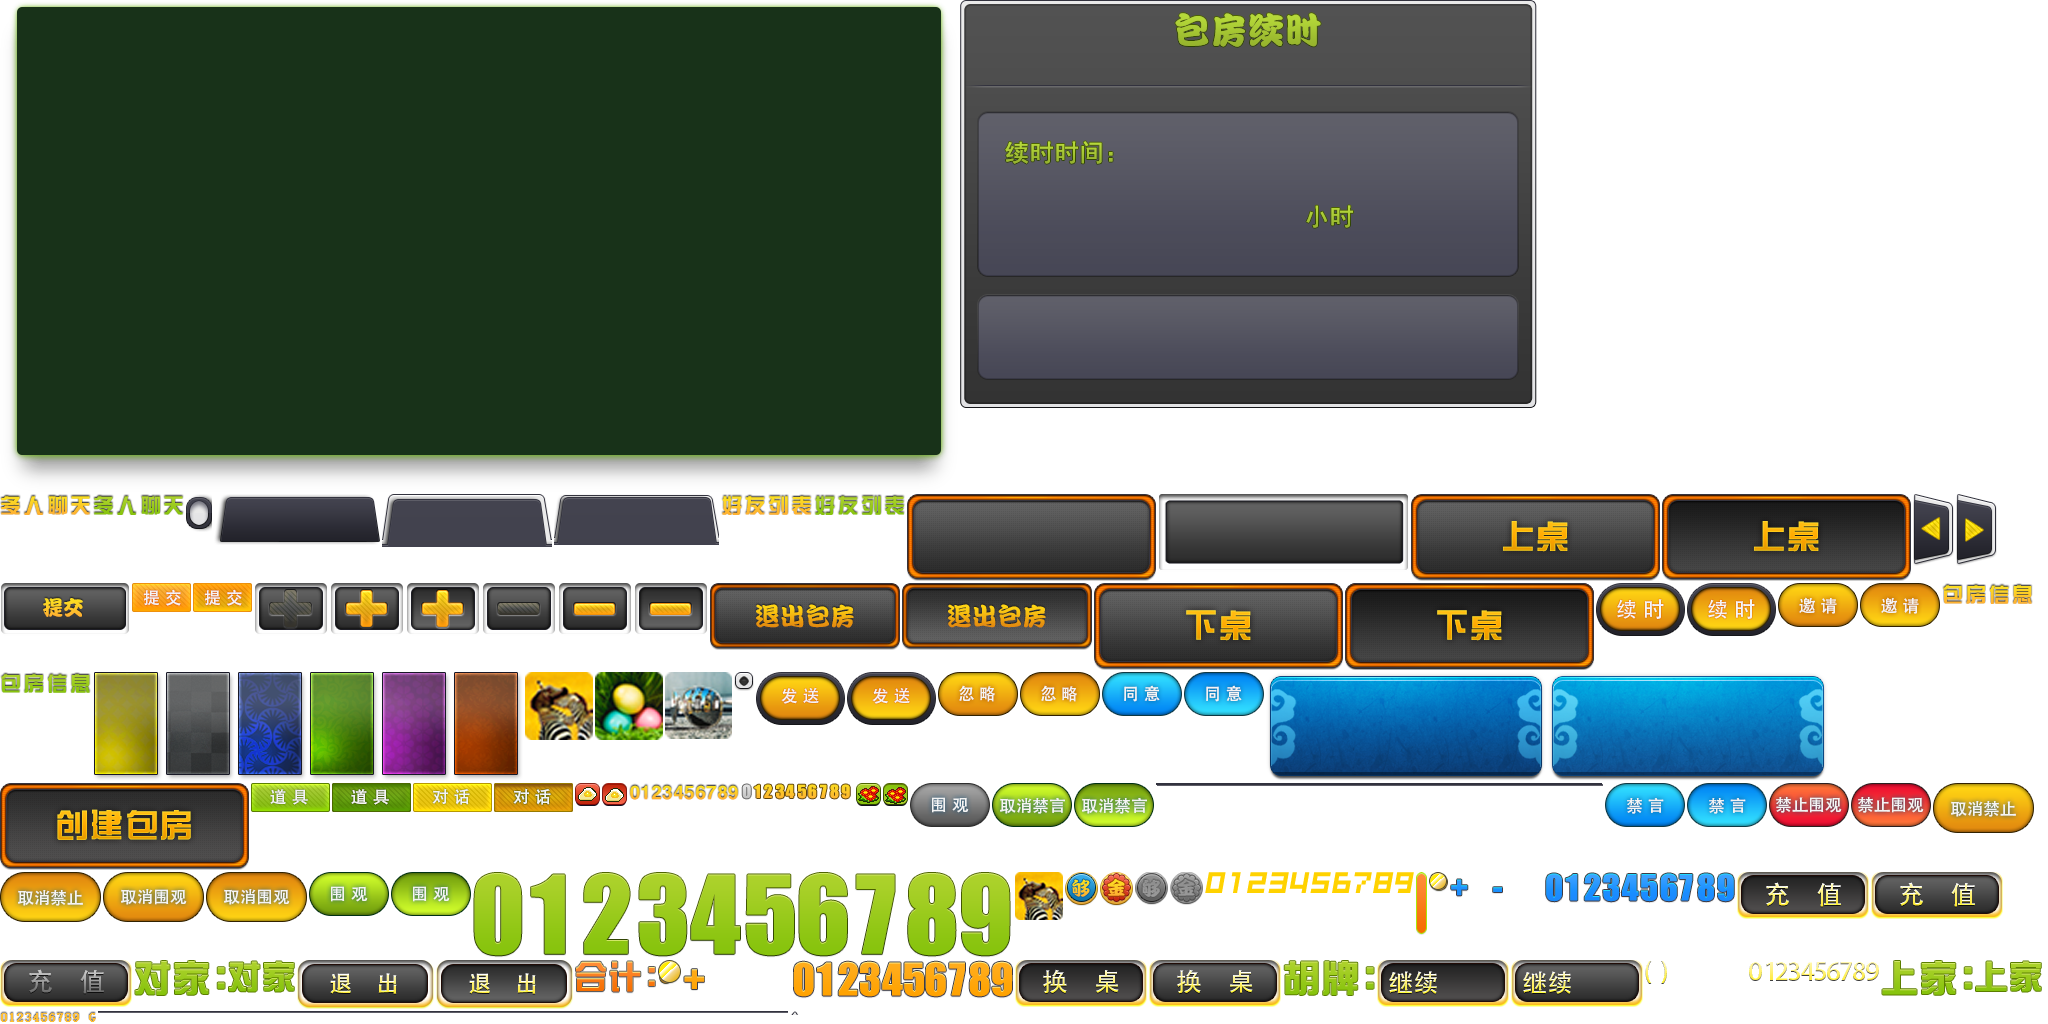 包房续时
续时时间：
小时
多人聊天多人聊天
好友列表好友列表
上桌
上桌
提交
提交
提交
退出包房
退出包房
下桌
下桌
续时
续时
邀请
邀请
包房信息
包房信息
发送
发送
忽略
忽略
同意
同意
创建包房
道具
道具
对话
对话
0123456789
0123456789
围观
取消禁言
取消禁言
禁言
禁言
禁止围观
禁止围观
取消禁止
取消禁止
取消围观
取消围观
围观
围观
0123456789
够
金
够
金
0123456789
+ -
0123456789
充值
充值
充值
对家:对家
退出
退出
合计:
+
0123456789
换桌
换桌
胡牌:
继续
继续
()
0123456789
上家:上家
0123456789 G